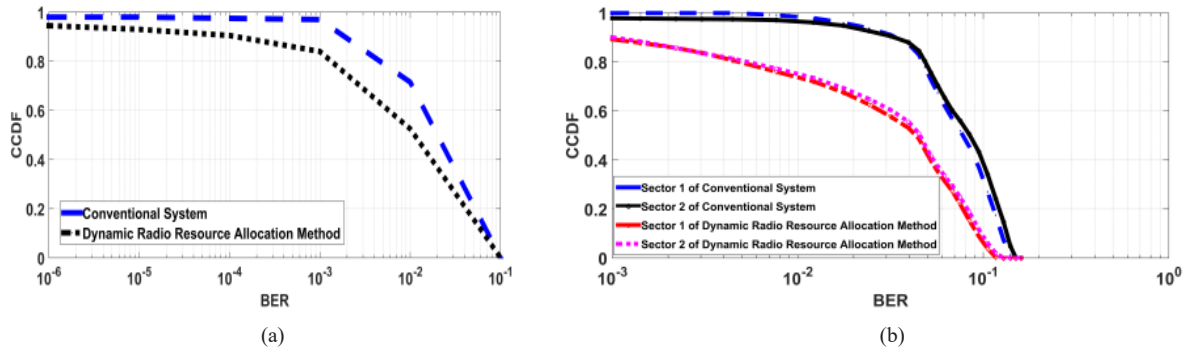 1
0.8
0.6
0.4
0.2
0
CCDF
Conventional System
Dynamic Radio Resource Allocation Method
10^-6
10^-5
10^-4
10^-3
10^-2
10^-1
BER
(a)
1
0.8
0.6
0.4
0.2
0
CCDF
Sector 1 of Conventional System
Sector 2 of Conventional System
Sector 1 of Dynamic Radio Resource Allocation Method
Sector 2 of Dynamic Radio Resource Allocation Method
10^-3
10^-2
10^-1
10^0
BER
(b)